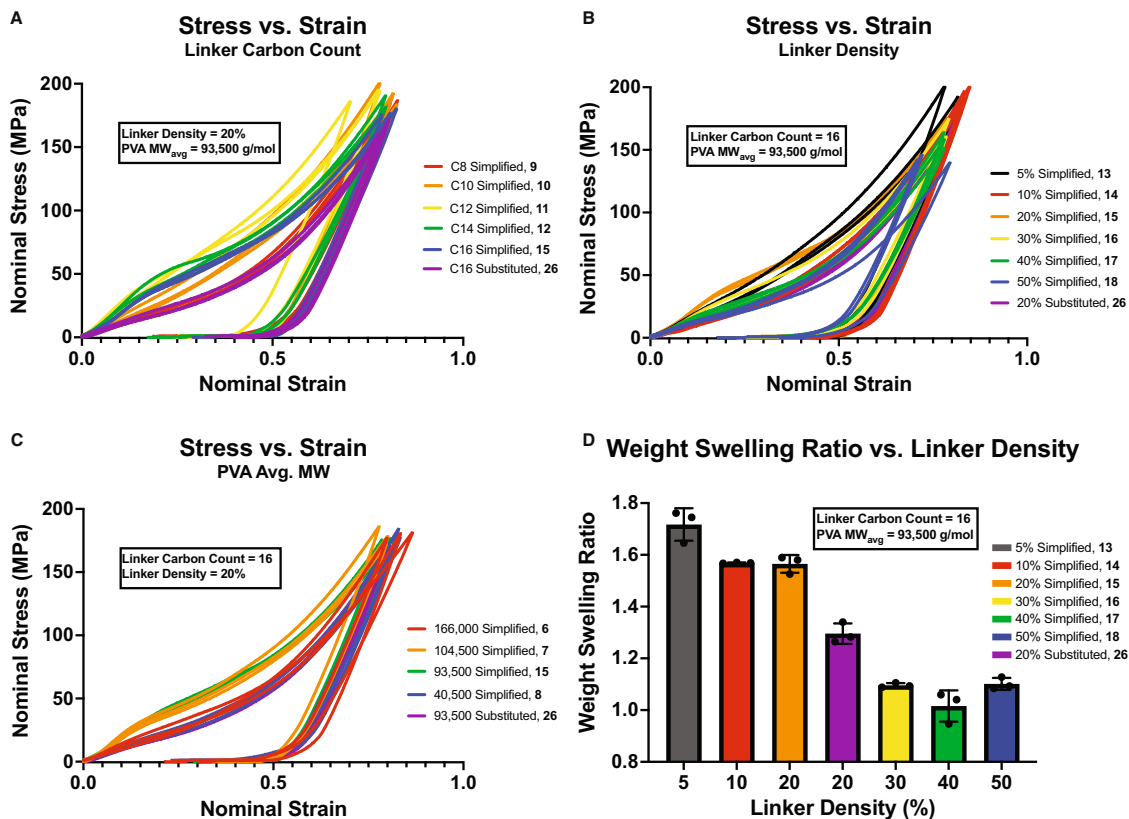 A
Stress vs. Strain
Linker Carbon Count
Nominal Stress (MPa)
200
150
100
50
0
Linker Density = 20%
PVA MWavg = 93,500 g/mol
C8 Simplified, 9
C10 Simplified, 10
C12 Simplified, 11
C14 Simplified, 12
C16 Simplified, 15
C16 Substituted, 26
0.0 0.5 1.0
Nominal Strain
B
Stress vs. Strain
Linker Density
Nominal Stress (MPa)
200
150
100
50
0
Linker Carbon Count = 16
PVA MWavg = 93,500 g/mol
5% Simplified, 13
10% Simplified, 14
20% Simplified, 15
30% Simplified, 16
40% Simplified, 17
50% Simplified, 18
20% Substituted, 26
0.0 0.5 1.0
Nominal Strain
C
Stress vs. Strain
PVA Avg. MW
Nominal Stress (MPa)
200
150
100
50
0
Linker Carbon Count = 16
Linker Density = 20%
166,000 Simplified, 6
104,500 Simplified, 7
93,500 Simplified, 15
40,500 Simplified, 8
93,500 Substituted, 26
0.0 0.5 1.0
Nominal Strain
D
Weight Swelling Ratio vs. Linker Density
Weight Swelling Ratio
1.8
1.6
1.4
1.2
1.0
0.8
Linker Carbon Count = 16
PVA MWavg = 93,500 g/mol
5% Simplified, 13
10% Simplified, 14
20% Simplified, 15
30% Simplified, 16
40% Simplified, 17
50% Simplified, 18
20% Substituted, 26
5 10 20 20 30 40 50
Linker Density (%)